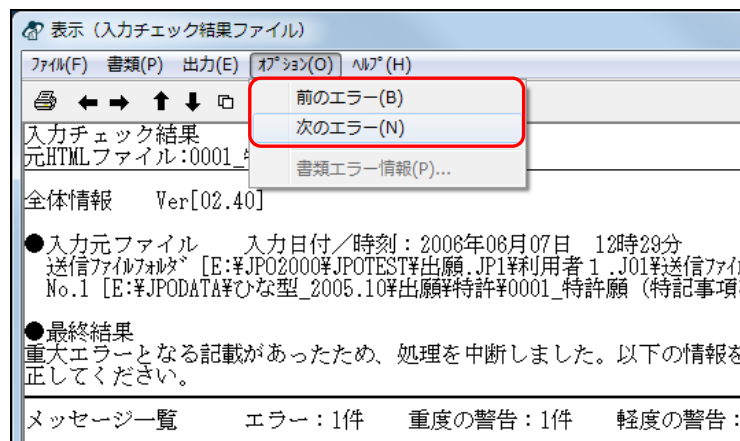 表示（入力チェック結果ファイル）
ﾌｧｲﾙ(F) 書類(P) 出力(E) ｵﾌﾟｼｮﾝ(O) ﾍﾙﾌﾟ(H)
前のエラー(B)
次のエラー(N)
書類エラー情報(P)...
入力チェック結果
元HTMLファイル:0001_
全体情報 Ver[02.40]
●入力元ファイル 入力日付／時刻：2006年06月07日 12時29分
送信ﾌｧｲﾙﾌｫﾙﾀﾞ [E:¥JPO2000¥JPOTEST¥出願.JP1¥利用者１.J01¥送信ﾌｧｲ
No.1 [E:¥JPODATA¥ひな型_2005.10¥出願¥特許¥0001_特許願（特記事項
●最終結果
重大エラーとなる記載があったため、処理を中断しました。以下の情報を
正してください。
メッセージ一覧 エラー：1件 重度の警告：1件 軽度の警告：